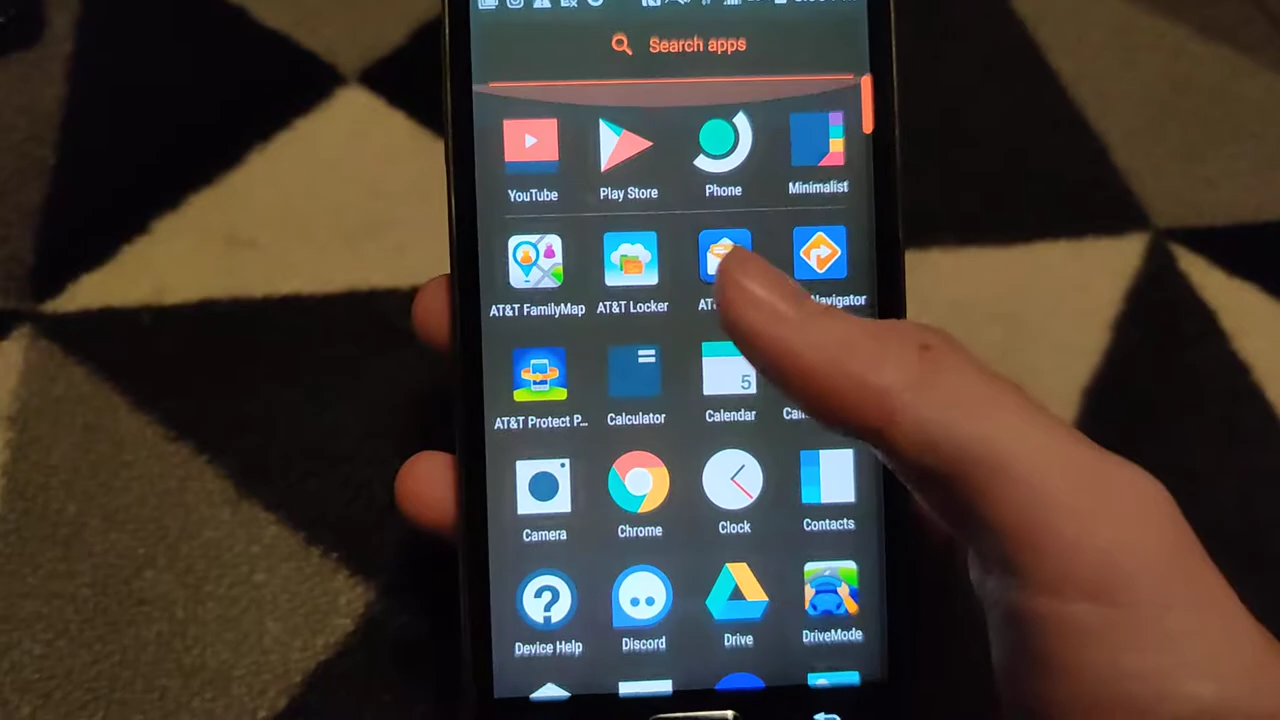 Search apps
YouTube Play Store Phone Minimalist
AT&T FamilyMap AT&T Locker Navigator
AT&T Protect P... Calculator 5 Calendar
Camera Chrome Clock Contacts
Device Help Discord Drive DriveMode